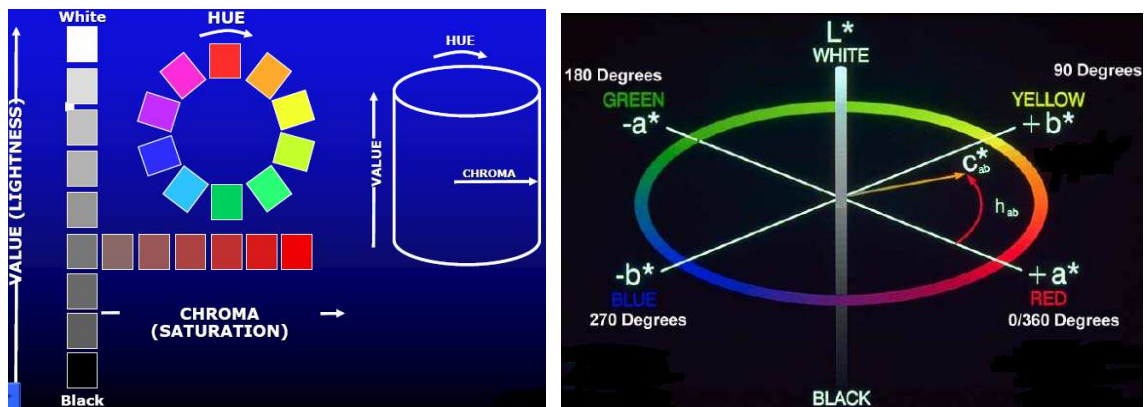 White
HUE
VALUE (LIGHTNESS)
HUE
VALUE
CHROMA
CHROMA
(SATURATION)
Black
L*
WHITE
180 Degrees
90 Degrees
GREEN
YELLOW
-a*
+b*
C*ab
hab
-b*
+a*
BLUE
RED
270 Degrees
0/360 Degrees
BLACK